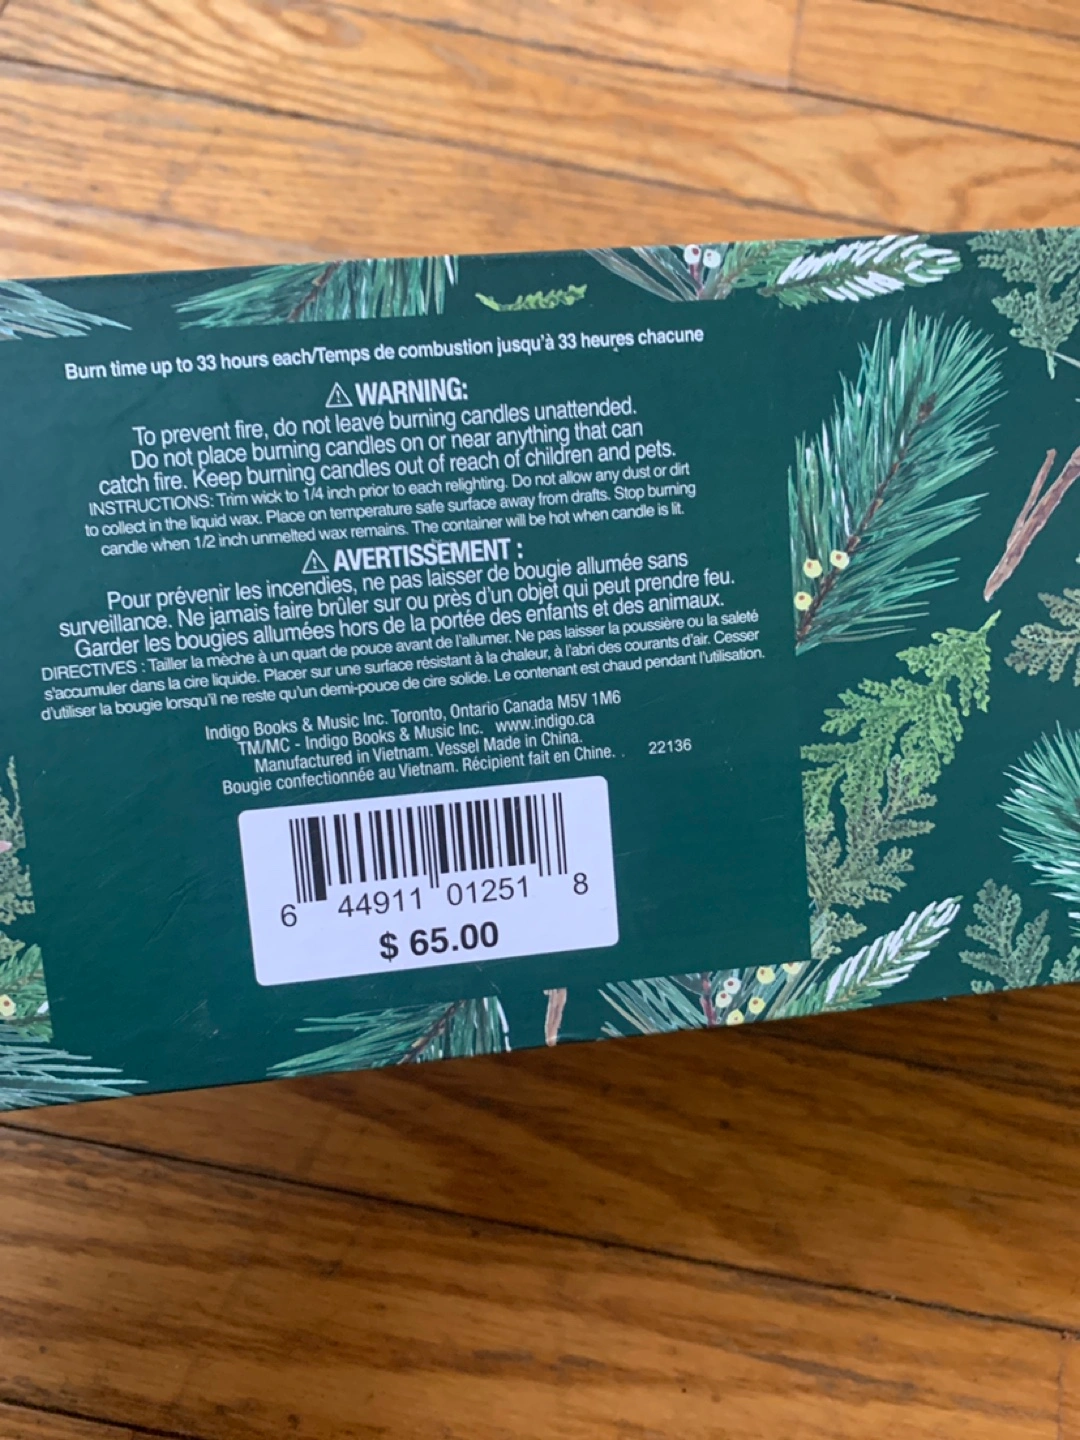 Burn time up to 33 hours each/Temps de combustion jusqu'à 33 heures chacune
⚠ WARNING:
To prevent fire, do not leave burning candles unattended.
Do not place burning candles on or near anything that can
catch fire. Keep burning candles out of reach of children and pets.
INSTRUCTIONS: Trim wick to 1/4 inch prior to each relighting. Do not allow any dust or dirt
to collect in the liquid wax. Place on temperature safe surface away from drafts. Stop burning
candle when 1/2 inch unmelted wax remains. The container will be hot when candle is lit.
⚠ AVERTISSEMENT :
Pour prévenir les incendies, ne pas laisser de bougie allumée sans
surveillance. Ne jamais faire brûler sur ou près d'un objet qui peut prendre feu.
Garder les bougies allumées hors de la portée des enfants et des animaux.
DIRECTIVES : Tailler la mèche à un quart de pouce avant de l'allumer. Ne pas laisser la poussière ou la saleté
s'accumuler dans la cire liquide. Placer sur une surface résistant à la chaleur, à l'abri des courants d'air. Cesser
d'utiliser la bougie lorsqu'il ne reste qu'un demi-pouce de cire solide. Le contenant est chaud pendant l'utilisation.
Indigo Books & Music Inc. Toronto, Ontario Canada M5V 1M6
TM/MC - Indigo Books & Music Inc. www.indigo.ca
Manufactured in Vietnam. Vessel Made in China.
Bougie confectionnée au Vietnam. Récipient fait en Chine. . 22136
6 44911 01251 8
$ 65.00